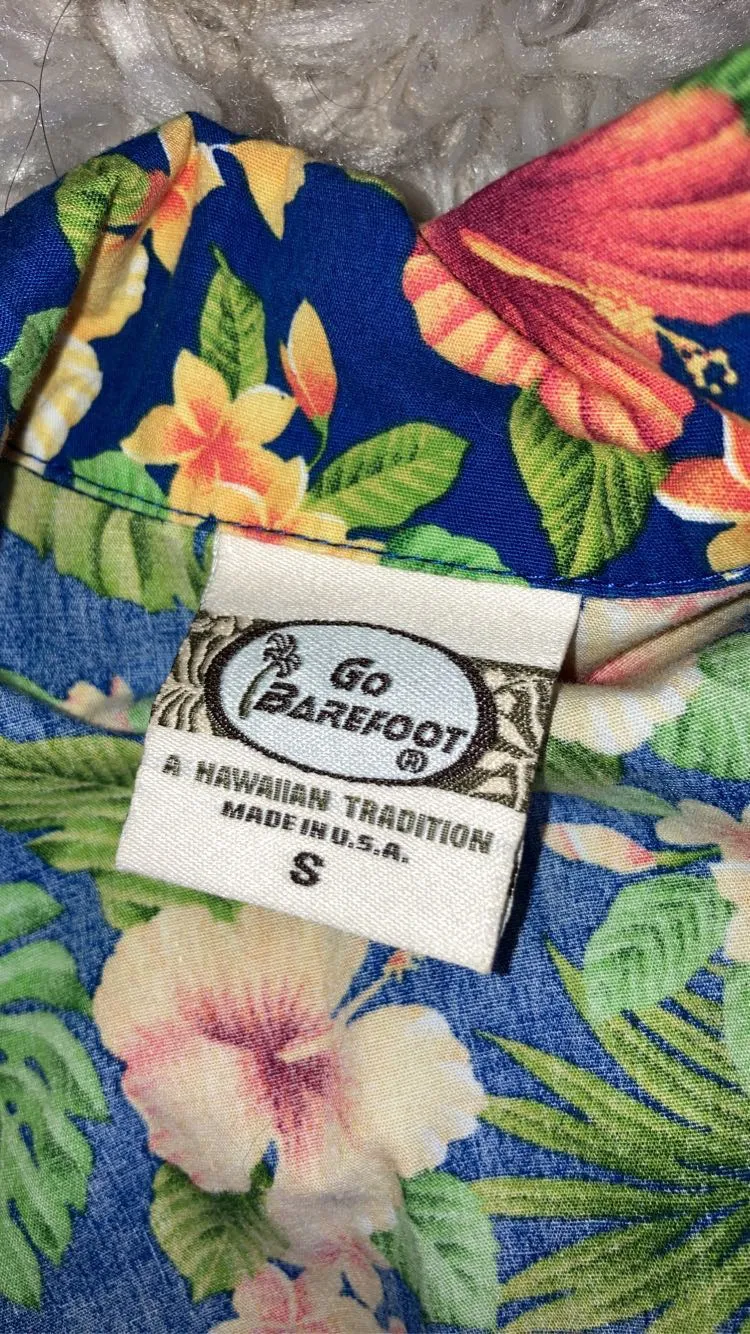 Go
BAREFOOT
®
A HAWAIIAN TRADITION
MADE IN U.S.A.
S